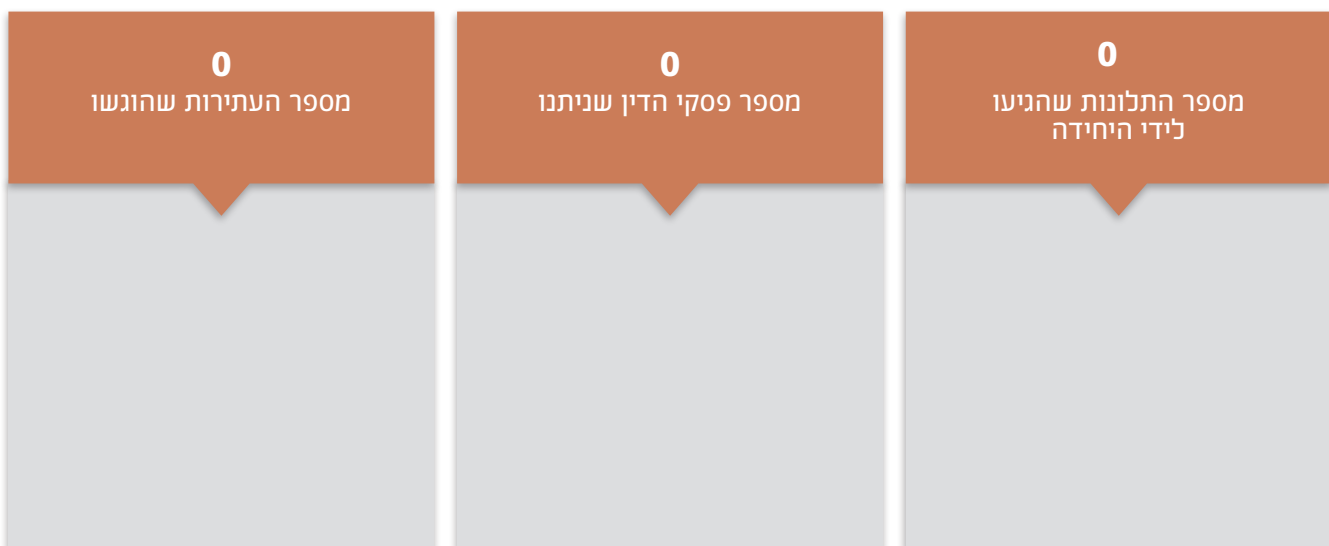 0
מספר התלונות שהגיעו
לידי היחידה
0
מספר פסקי הדין שניתנו
0
מספר העתירות שהוגשו